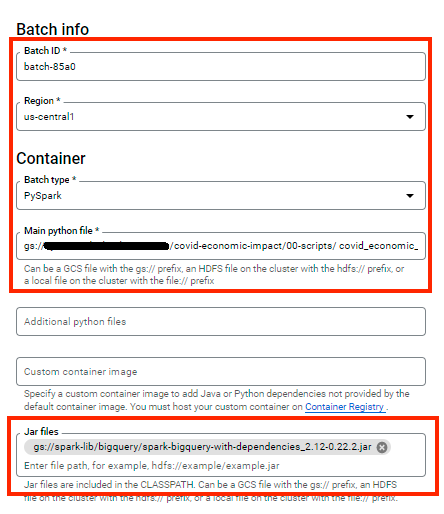 Batch info
Batch ID *
batch-85a0
Region *
us-central1
Container
Batch type *
PySpark
Main python file *
gs:// /covid-economic-impact/00-scripts/ covid_economic_
Can be a GCS file with the gs:// prefix, an HDFS file on the cluster with the hdfs:// prefix, or
a local file on the cluster with the file:// prefix
Additional python files
Custom container image
Specify a custom container image to add Java or Python dependencies not provided by the
default container image. You must host your custom container on Container Registry .
Jar files
gs://spark-lib/bigquery/spark-bigquery-with-dependencies_2.12-0.22.2.jar
Enter file path, for example, hdfs://example/example.jar
Jar files are included in the CLASSPATH. Can be a GCS file with the gs:// prefix, an HDFS
file on the cluster with the hdfs:// prefix, or a local file on the cluster with the file:// prefix.